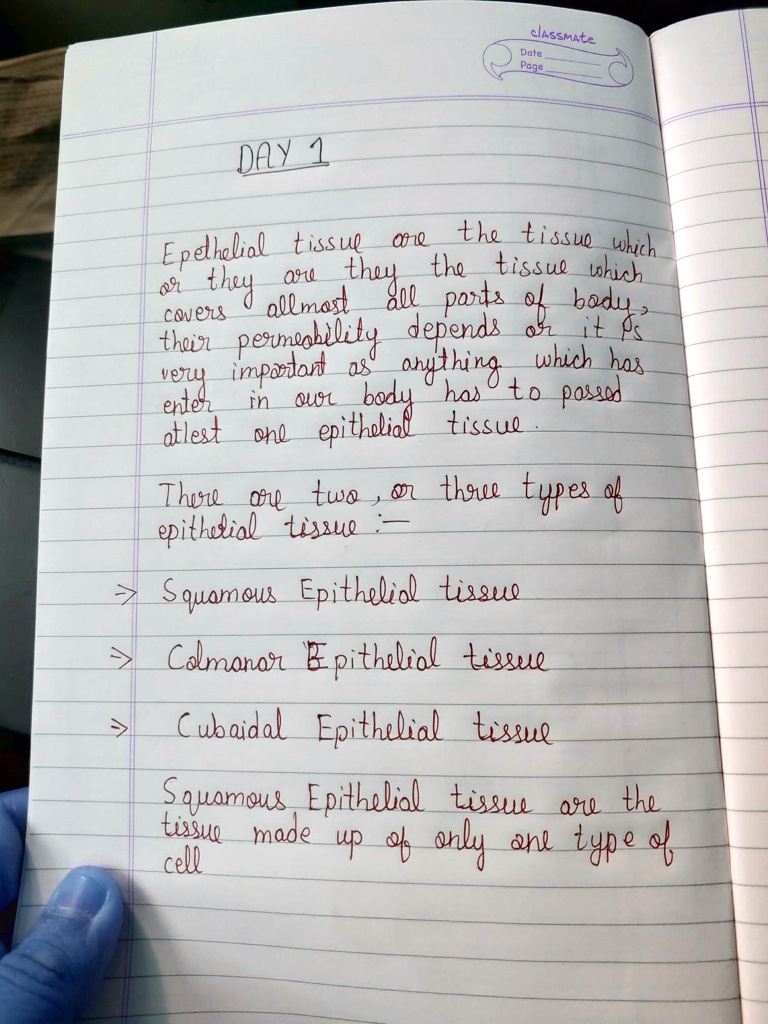 classmate
Date
Page
DAY 1
Epethelial tissue are the tissue which
or they are they the tissue which
covers allmost all parts of body,
their permeability depends or it is
very important as anything which has
enter in our body has to passed
atlest one epithelial tissue.
There are two, or three types of
epithelial tissue :-
⇒ Squamous Epithelial tissue
⇒ Colmanar Epithelial tissue
⇒ Cubaidal Epithelial tissue
Squamous Epithelial tissue are the
tissue made up of only one type of
cell